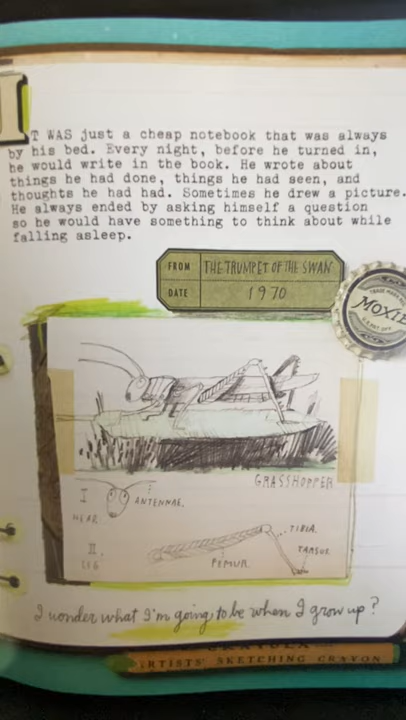 IT WAS just a cheap notebook that was always
by his bed. Every night, before he turned in,
he would write in the book. He wrote about
things he had done, things he had seen, and
thoughts he had had. Sometimes he drew a picture.
He always ended by asking himself a question
so he would have something to think about while
falling asleep.
FROM THE TRUMPET OF THE SWAN
DATE 1970
TRADE MARK
MOXIE
GRASSHOPPER
I
HEAD
ANTENNAE.
II.
LEG
FEMUR.
TIBIA.
TARSUS.
I wonder what I'm going to be when I grow up?
ARTISTS' SKETCHING CRAYON